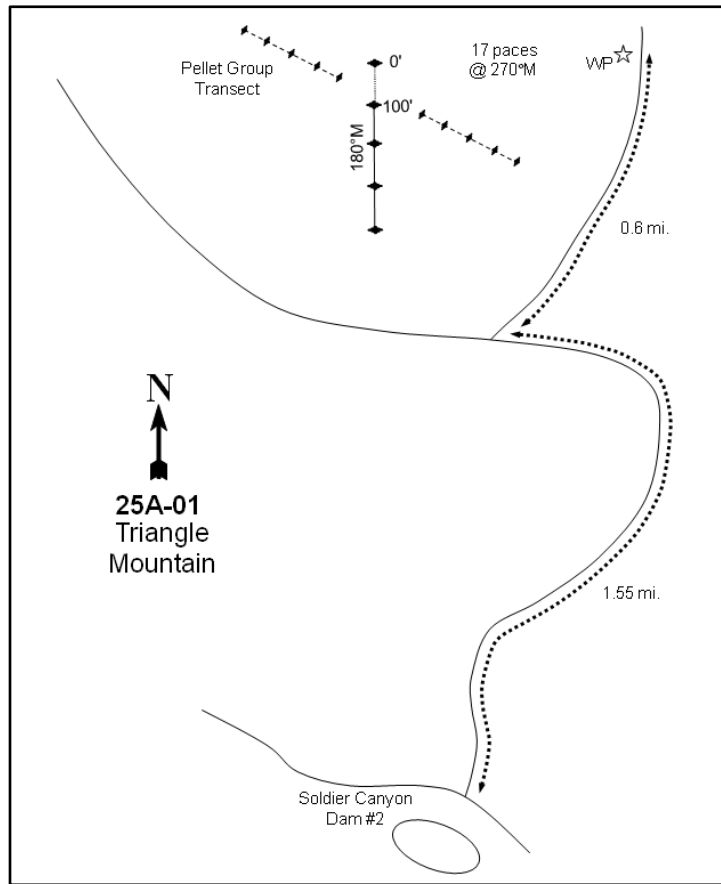 Pellet Group
Transect
0'
17 paces
@ 270°M
WP
100'
180°M
0.6 mi.
N
25A-01
Triangle
Mountain
1.55 mi.
Soldier Canyon
Dam #2